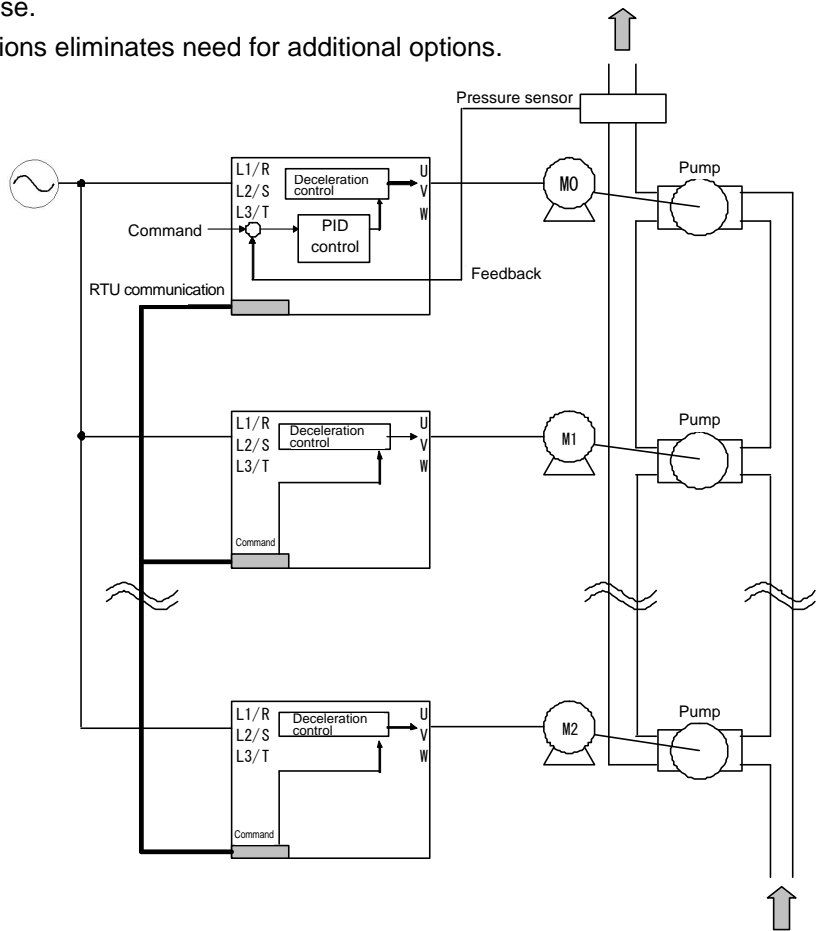 se.
ions eliminates need for additional options.
Pressure sensor
L1/R
L2/S
L3/T
Deceleration
control
U
V
W
M0
Pump
Command
PID
control
Feedback
RTU communication
L1/R
L2/S
L3/T
Deceleration
control
U
V
W
M1
Pump
Command
L1/R
L2/S
L3/T
Deceleration
control
U
V
W
M2
Pump
Command